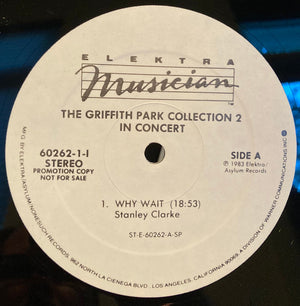 ELEKTRA
Musician
THE GRIFFITH PARK COLLECTION 2
IN CONCERT
60262-1-I
STEREO
PROMOTION COPY
NOT FOR SALE
SIDE A
Ⓟ 1983 Elektra/
Asylum Records
1. WHY WAIT (18:53)
Stanley Clarke
ST-E-60262-A-SP
MFG BY ELEKTRA/ASYLUM/NONESUCH RECORDS, 962 NORTH LA CIENEGA BLVD., LOS ANGELES, CALIFORNIA 90069. A DIVISION OF WARNER COMMUNICATIONS INC.